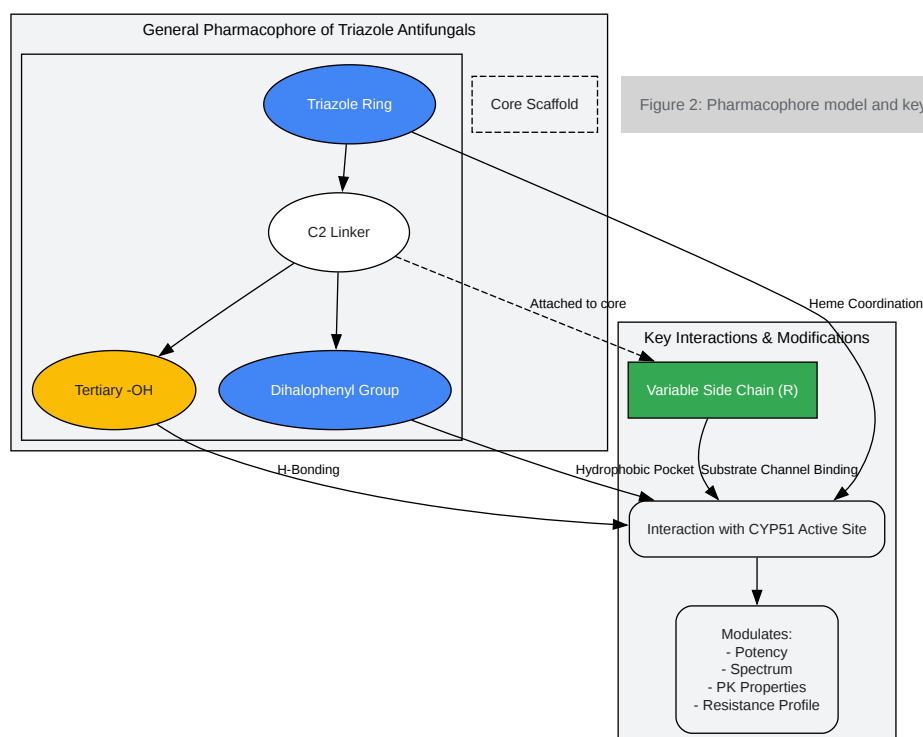 General Pharmacophore of Triazole Antifungals
Triazole Ring
Core Scaffold
Figure 2: Pharmacophore model and key
C2 Linker
Attached to core
Heme Coordination
Key Interactions & Modifications
Tertiary -OH
Dihalophenyl Group
Variable Side Chain (R)
H-Bonding
Hydrophobic Pocket
Substrate Channel Binding
Interaction with CYP51 Active Site
Modulates:
- Potency
- Spectrum
- PK Properties
- Resistance Profile